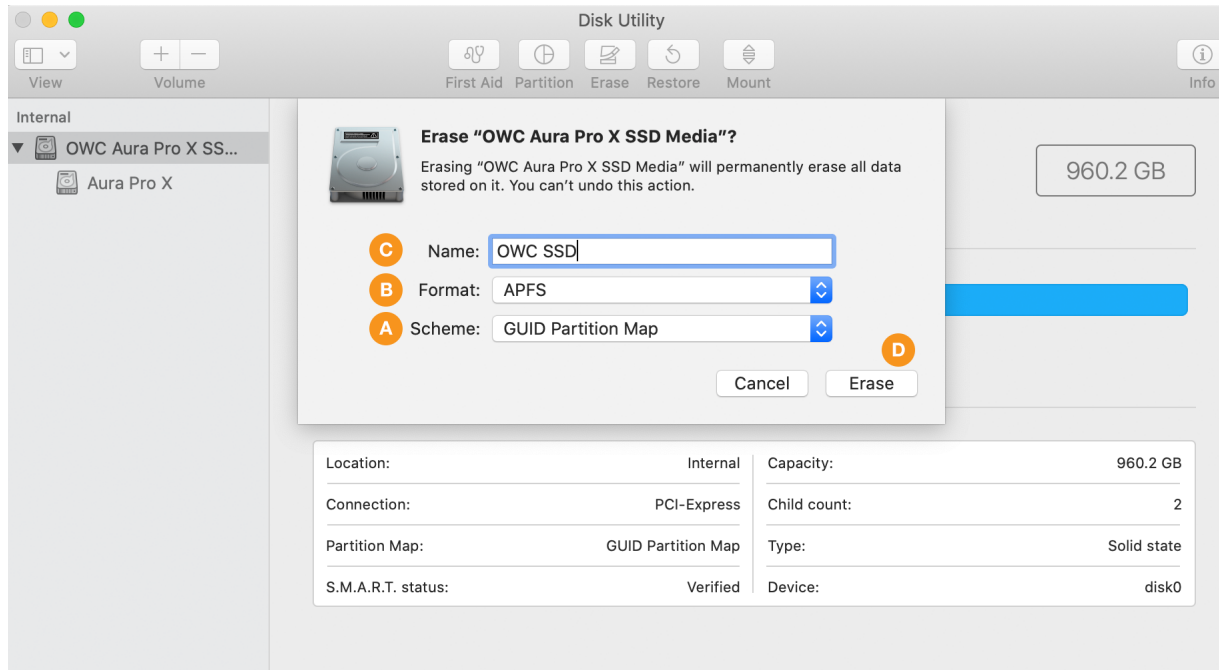 Disk Utility
View
Volume
First Aid
Partition
Erase
Restore
Mount
Info
Internal
OWC Aura Pro X SS...
Aura Pro X
960.2 GB
Erase “OWC Aura Pro X SSD Media”?
Erasing “OWC Aura Pro X SSD Media” will permanently erase all data
stored on it. You can’t undo this action.
C Name: OWC SSD
B Format: APFS
A Scheme: GUID Partition Map
D
Cancel Erase
Location: Internal Capacity: 960.2 GB
Connection: PCI-Express Child count: 2
Partition Map: GUID Partition Map Type: Solid state
S.M.A.R.T. status: Verified Device: disk0